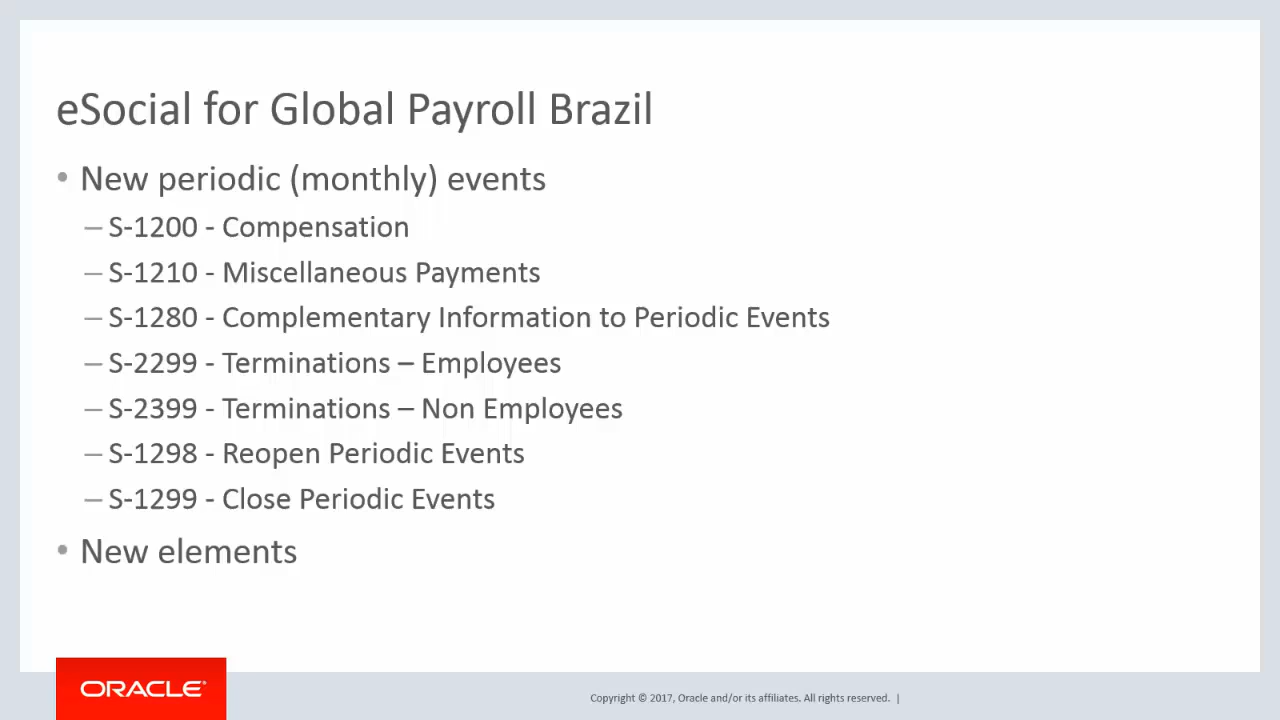 eSocial for Global Payroll Brazil
• New periodic (monthly) events
– S-1200 - Compensation
– S-1210 - Miscellaneous Payments
– S-1280 - Complementary Information to Periodic Events
– S-2299 - Terminations – Employees
– S-2399 - Terminations – Non Employees
– S-1298 - Reopen Periodic Events
– S-1299 - Close Periodic Events
• New elements
ORACLE®
Copyright © 2017, Oracle and/or its affiliates. All rights reserved. |